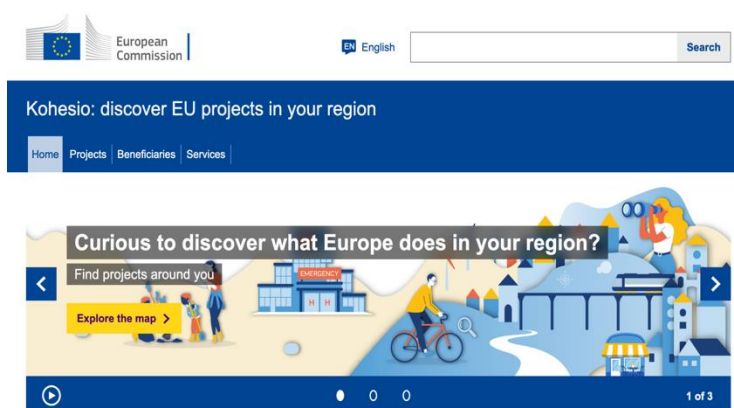 European
Commission
EN English
Search
Kohesio: discover EU projects in your region
Home Projects Beneficiaries Services
Curious to discover what Europe does in your region?
Find projects around you
EMERGENCY
H H
Explore the map >
1 of 3